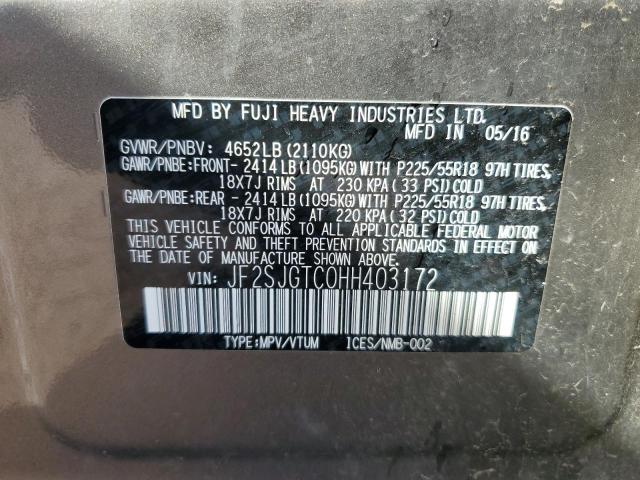 MFD BY FUJI HEAVY INDUSTRIES LTD.
MFD IN 05/16
GVWR/PNBV: 4652LB(2110KG)
GAWR/PNBE:FRONT- 2414LB(1095KG)WITH P225/55R18 97H TIRES,
18X7J RIMS AT 230 KPA(33 PSI)COLD
GAWR/PNBE:REAR - 2414LB(1095KG)WITH P225/55R18 97H TIRES,
18X7J RIMS AT 220 KPA(32 PSI)COLD
THIS VEHICLE CONFORMS TO ALL APPLICABLE FEDERAL MOTOR
VEHICLE SAFETY AND THEFT PREVENTION STANDARDS IN EFFECT ON
THE DATE OF MANUFACTURE SHOWN ABOVE.
VIN: JF2SJGTC0HH403172
TYPE:MPV/VTUM ICES/NMB-002